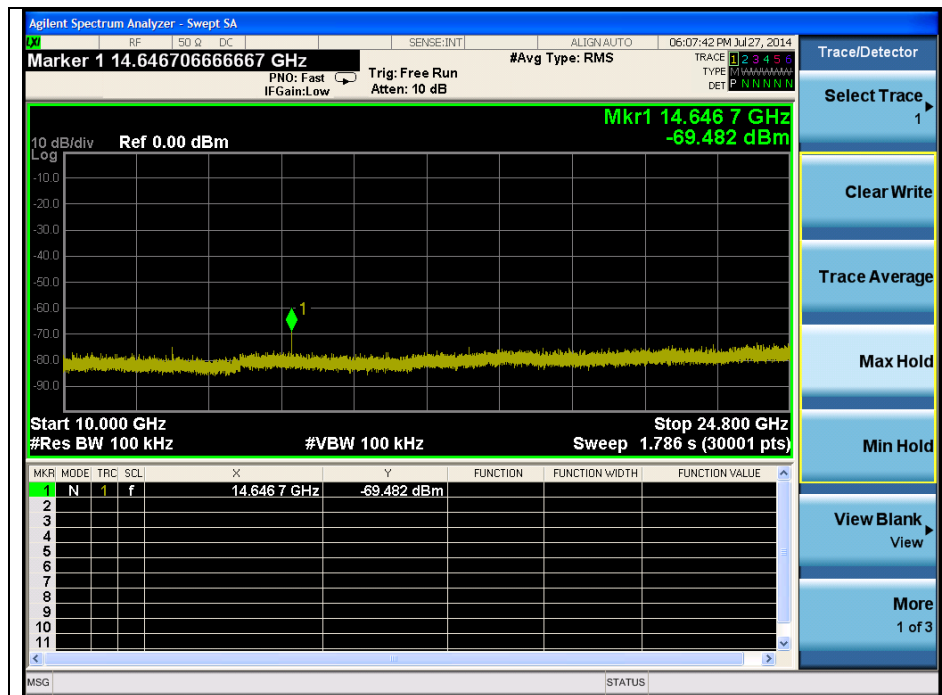 Agilent Spectrum Analyzer - Swept SA
LXI RF 50 Ω DC SENSE:INT ALIGNAUTO 06:07:42 PM Jul 27, 2014
Marker 1 14.646706666667 GHz
PNO: Fast
IFGain:Low
Trig: Free Run
Atten: 10 dB
#Avg Type: RMS
TRACE 1 2 3 4 5 6
TYPE MWWWWW
DET P N N N N N
Mkr1 14.646 7 GHz
-69.482 dBm
10 dB/div Ref 0.00 dBm
Log
-10.0
-20.0
-30.0
-40.0
-50.0
-60.0
1
-70.0
-80.0
-90.0
Start 10.000 GHz Stop 24.800 GHz
#Res BW 100 kHz #VBW 100 kHz Sweep 1.786 s (30001 pts)
MKR MODE TRC SCL X Y FUNCTION FUNCTION WIDTH FUNCTION VALUE
1 N 1 f 14.646 7 GHz -69.482 dBm
2
3
4
5
6
7
8
9
10
11
MSG STATUS
Trace/Detector
Select Trace
1
Clear Write
Trace Average
Max Hold
Min Hold
View Blank
View
More
1 of 3